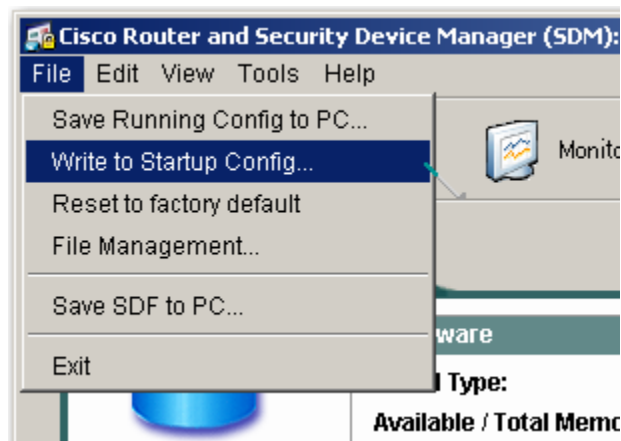 Cisco Router and Security Device Manager (SDM):
File Edit View Tools Help
Save Running Config to PC...
Write to Startup Config...
Monito
Reset to factory default
File Management...
Save SDF to PC...
ware
Exit
Type:
Available / Total Memo